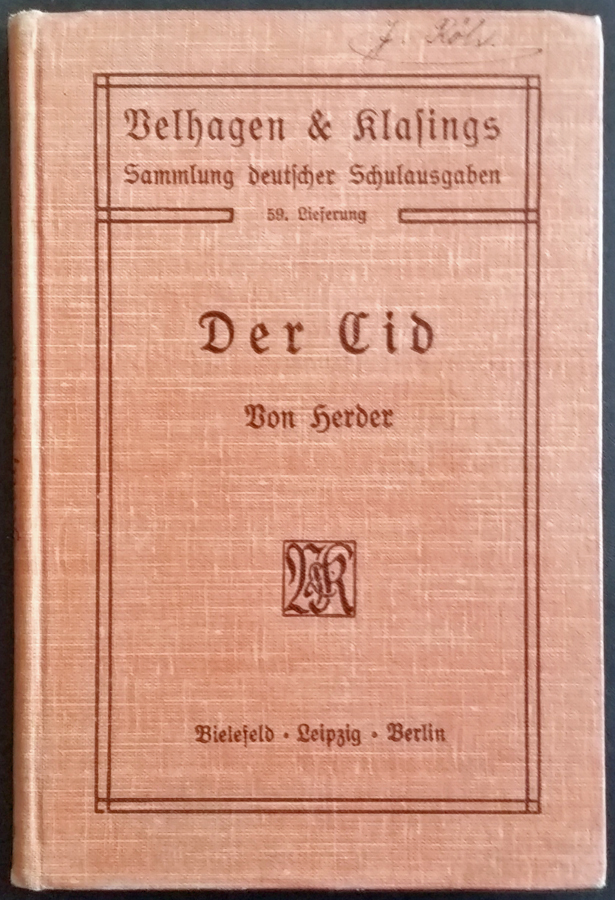 Velhagen & Klasings
Sammlung deutscher Schulausgaben
59. Lieferung
Der Cid
Von Herder
Bielefeld • Leipzig • Berlin